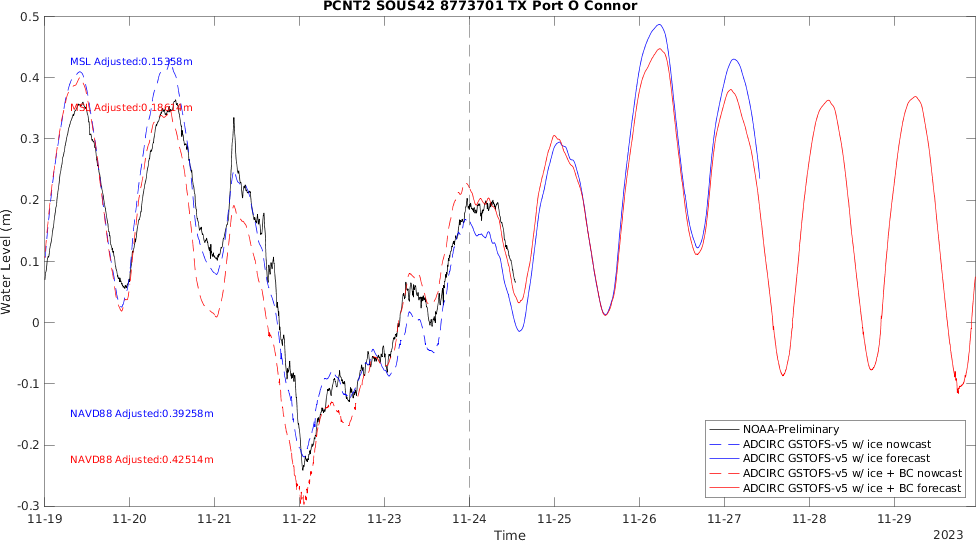 PCNT2 SOUS42 8773701 TX Port O Connor
0.5
MSL Adjusted:0.15358m
0.4
MSL Adjusted:0.18614m
0.3
0.2
Water Level (m)
0.1
0
-0.1
NAVD88 Adjusted:0.39258m
NOAA-Preliminary
ADCIRC GSTOFS-v5 w/ ice nowcast
-0.2
NAVD88 Adjusted:0.42514m
ADCIRC GSTOFS-v5 w/ ice forecast
ADCIRC GSTOFS-v5 w/ ice + BC nowcast
ADCIRC GSTOFS-v5 w/ ice + BC forecast
-0.3
11-19 11-20 11-21 11-22 11-23 11-24 11-25 11-26 11-27 11-28 11-29
Time
2023